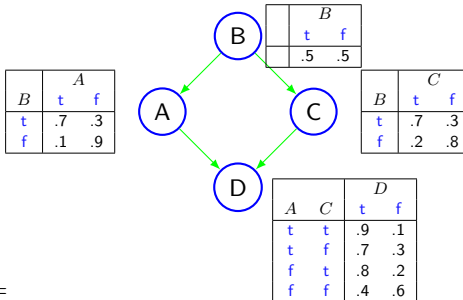 B
B
t f
.5 .5
A
B t f
t .7 .3
f .1 .9
A
C
C
B t f
t .7 .3
f .2 .8
D
D
A C t f
t t .9 .1
t f .7 .3
f t .8 .2
f f .4 .6
=